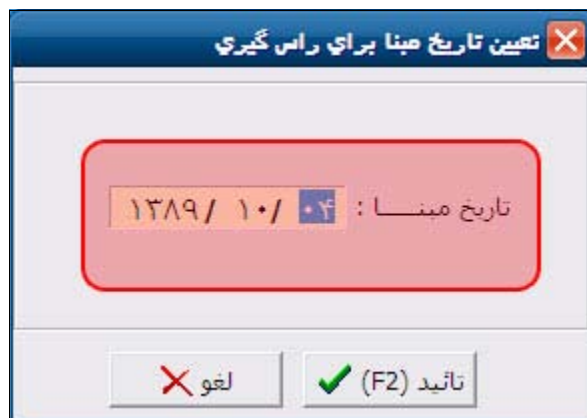 تعيين تاريخ مبنا براي راس گيري
تاريخ مبنـــــا : ۱۳۸۹/ ۱۰/ ۰۴
تائيد (F2)
لغو